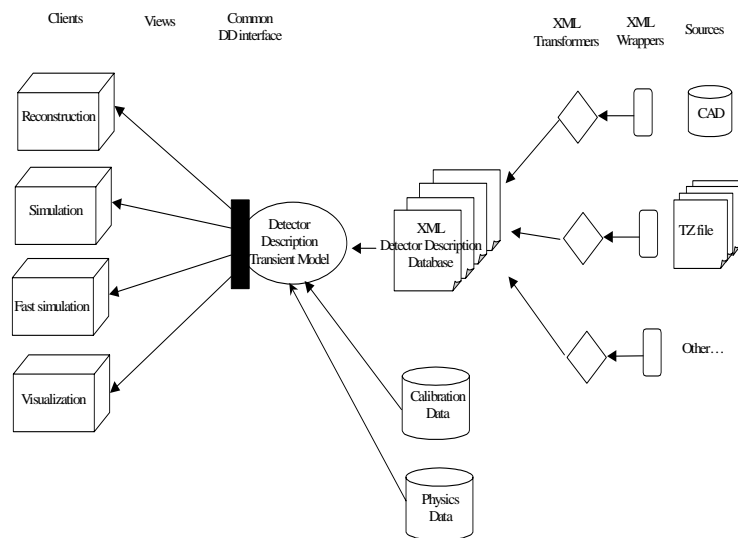 Clients
Views
Common
DD interface
XML
Transformers
XML
Wrappers
Sources
Reconstruction
Simulation
Fast simulation
Visualization
Detector
Description
Transient Model
XML
Detector Description
Database
CAD
TZ file
Other…
Calibration
Data
Physics
Data